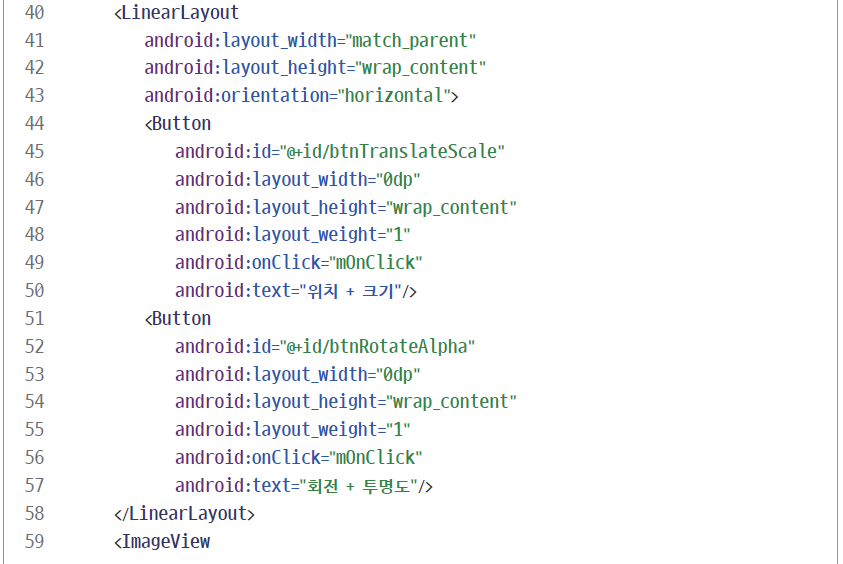 40 <LinearLayout
41 android:layout_width="match_parent"
42 android:layout_height="wrap_content"
43 android:orientation="horizontal">
44 <Button
45 android:id="@+id/btnTranslateScale"
46 android:layout_width="0dp"
47 android:layout_height="wrap_content"
48 android:layout_weight="1"
49 android:onClick="mOnClick"
50 android:text="위치 + 크기"/>
51 <Button
52 android:id="@+id/btnRotateAlpha"
53 android:layout_width="0dp"
54 android:layout_height="wrap_content"
55 android:layout_weight="1"
56 android:onClick="mOnClick"
57 android:text="회전 + 투명도"/>
58 </LinearLayout>
59 <ImageView